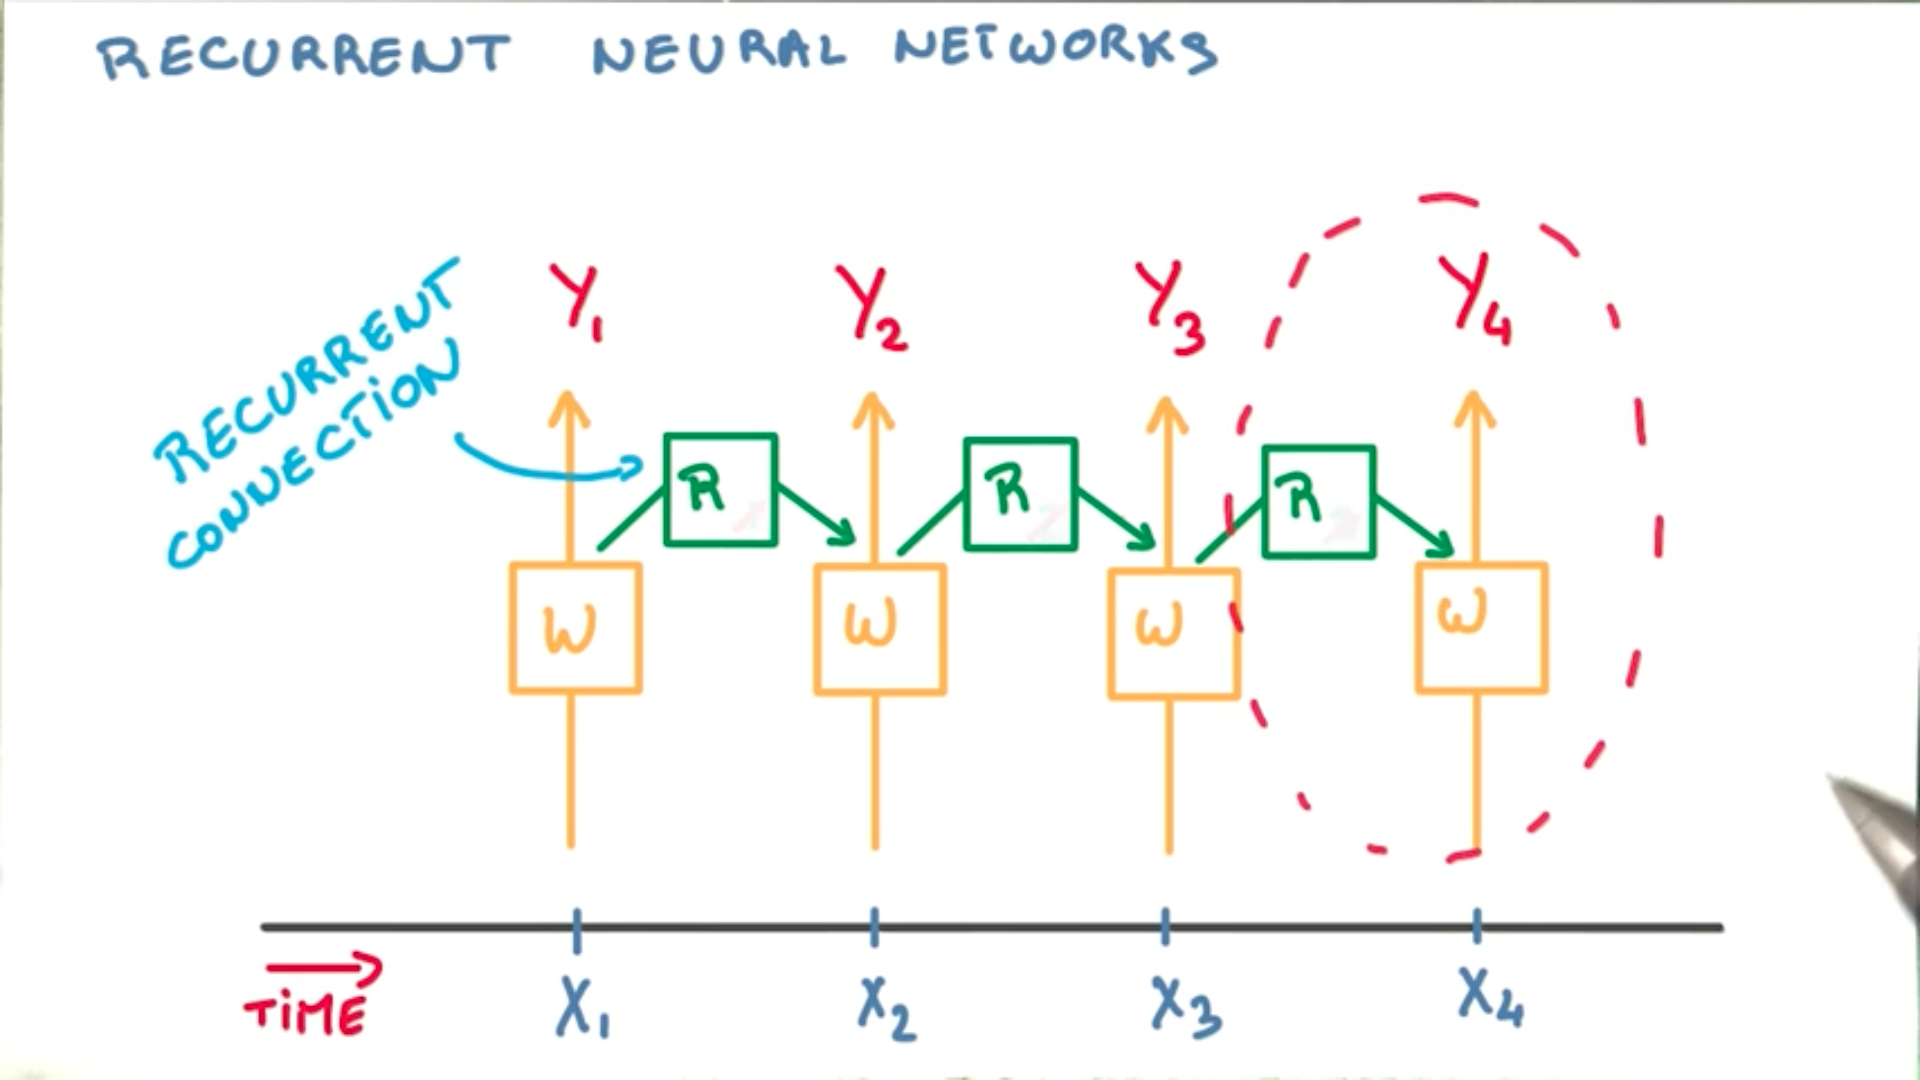 RECURRENT NEURAL NETWORKS
RECURRENT
CONNECTION
Y1 Y2 Y3 Y4
R R R
W W W W
TIME
X1 X2 X3 X4